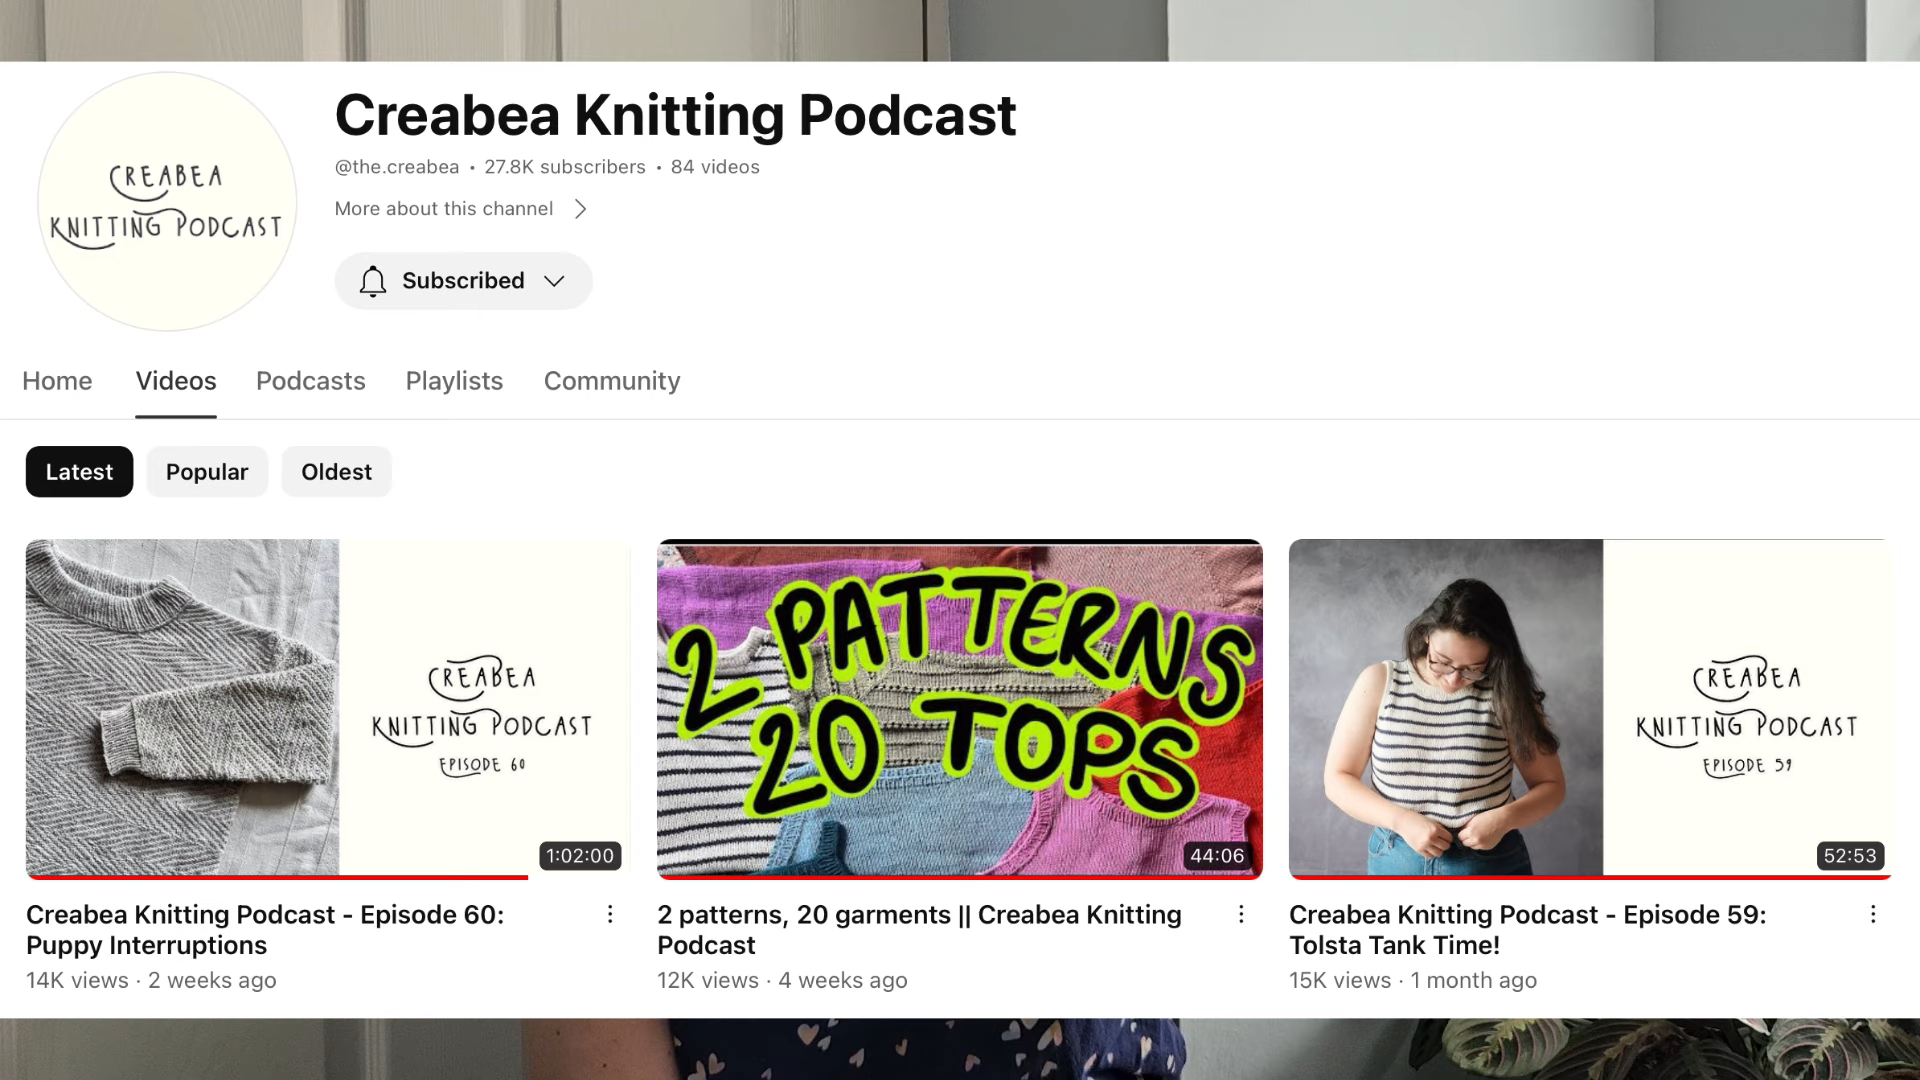 CREABEA
KNITTING PODCAST
Creabea Knitting Podcast
@the.creabea • 27.8K subscribers • 84 videos
More about this channel
Subscribed
Home Videos Podcasts Playlists Community
Latest Popular Oldest
CREABEA
KNITTING PODCAST
EPISODE 60
1:02:00
2 PATTERNS
20 TOPS
44:06
CREABEA
KNITTING PODCAST
EPISODE 59
52:53
Creabea Knitting Podcast - Episode 60:
Puppy Interruptions
14K views · 2 weeks ago
2 patterns, 20 garments || Creabea Knitting
Podcast
12K views · 4 weeks ago
Creabea Knitting Podcast - Episode 59:
Tolsta Tank Time!
15K views · 1 month ago